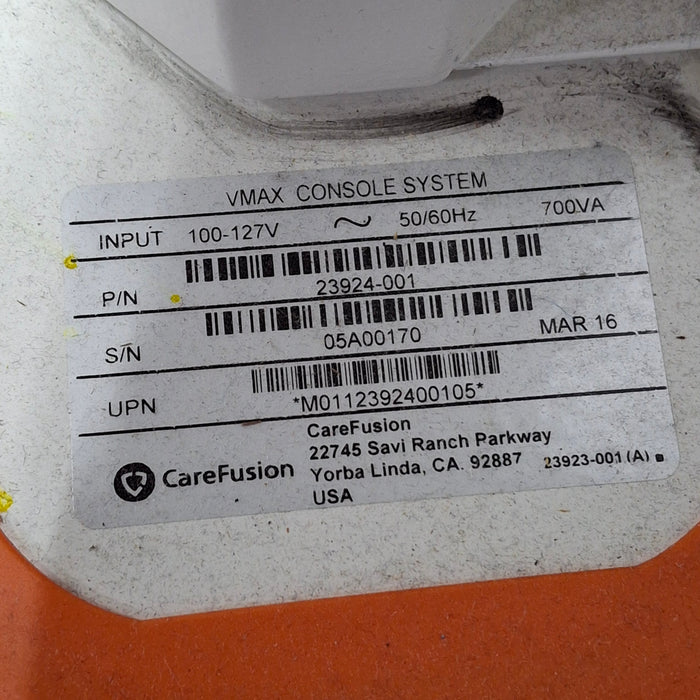 VMAX CONSOLE SYSTEM
INPUT 100-127V ~ 50/60Hz 700VA
P/N 23924-001
S/N 05A00170 MAR 16
UPN *M0112392400105*
CareFusion
CareFusion
22745 Savi Ranch Parkway
Yorba Linda, CA. 92887 23923-001 (A)
USA